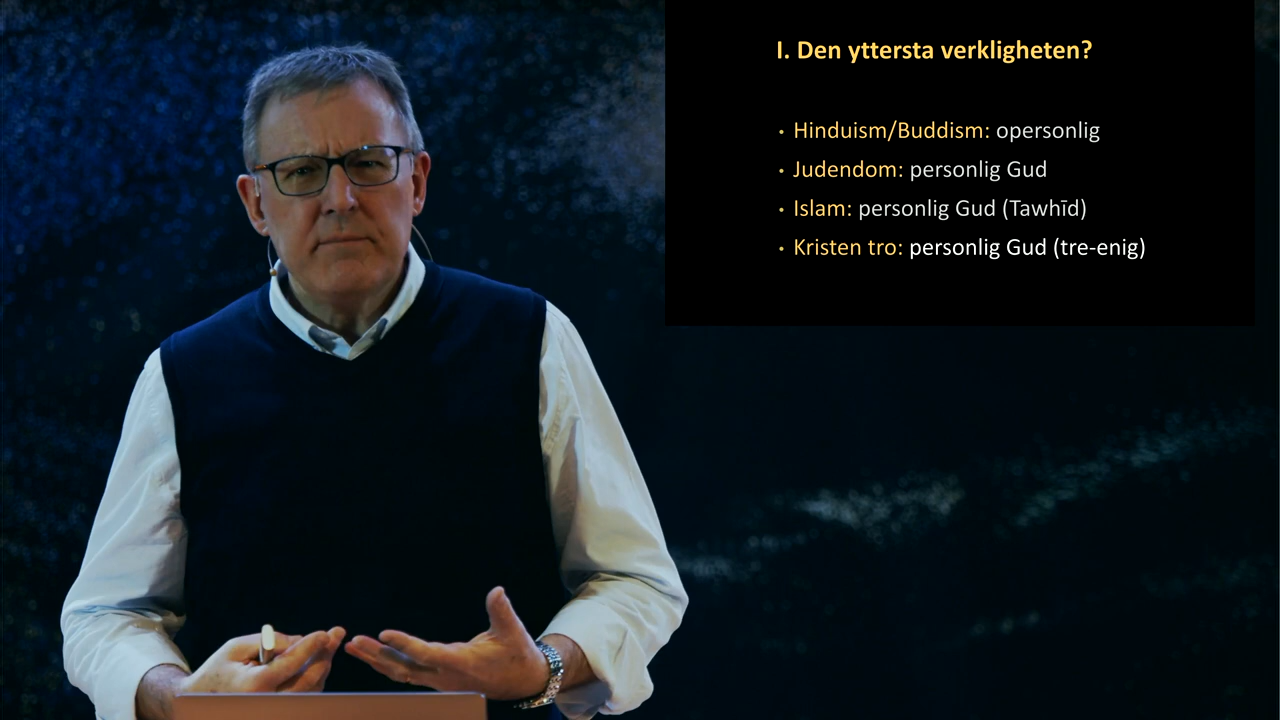 I. Den yttersta verkligheten?
• Hinduism/Buddism: opersonlig
• Judendom: personlig Gud
• Islam: personlig Gud (Tawhīd)
• Kristen tro: personlig Gud (tre-enig)